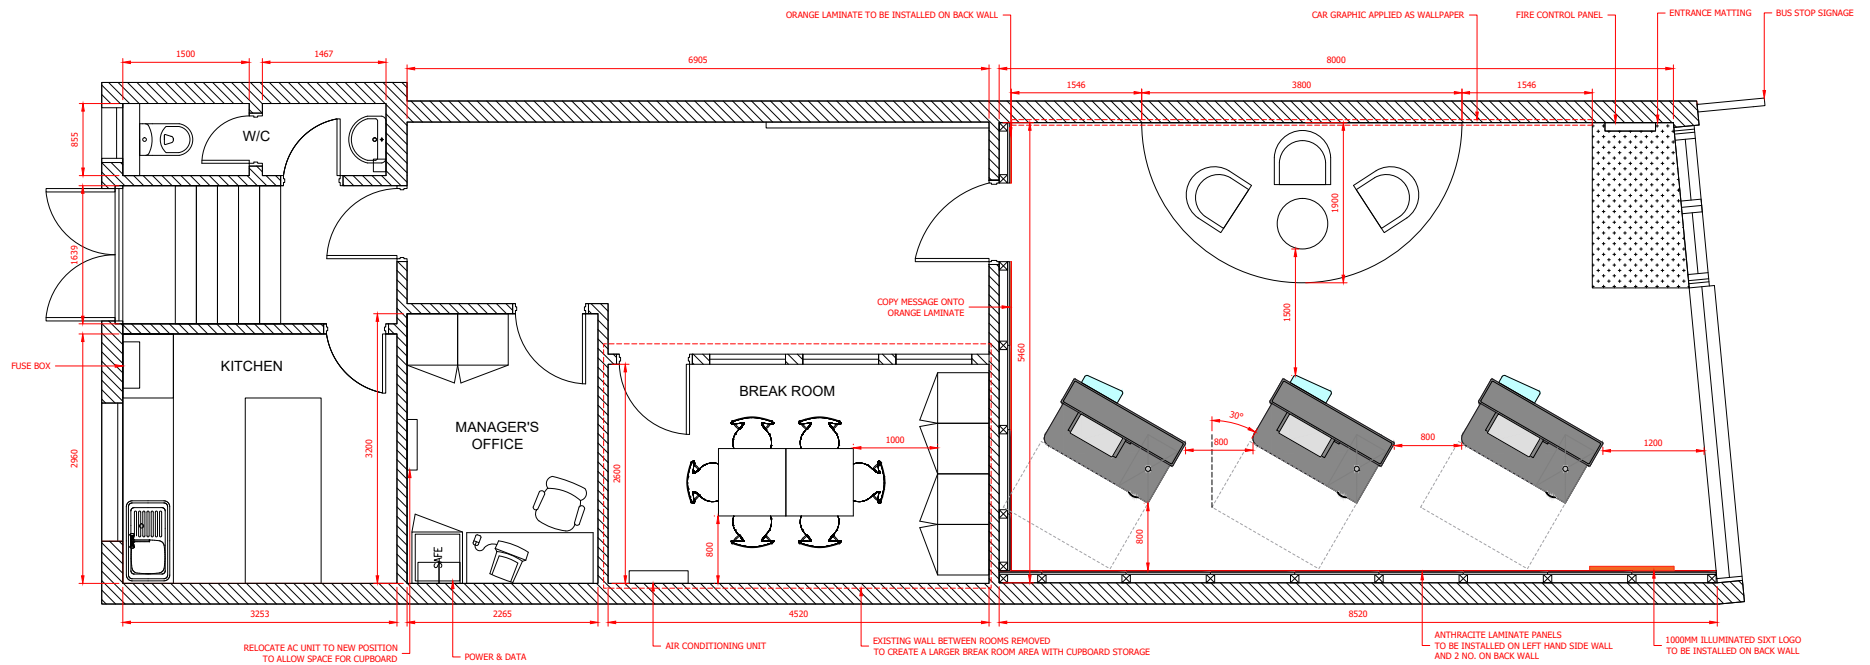 ORANGE LAMINATE TO BE INSTALLED ON BACK WALL
CAR GRAPHIC APPLIED AS WALLPAPER
FIRE CONTROL PANEL
ENTRANCE MATTING
BUS STOP SIGNAGE
1500
1467
6905
8000
1546
3800
1546
855
W/C
1639
1900
1500
5460
COPY MESSAGE ONTO
ORANGE LAMINATE
FUSE BOX
KITCHEN
2960
3200
MANAGER'S
OFFICE
BREAK ROOM
2600
1000
800
SAFE
30°
800
800
1200
800
3253
2265
4520
8520
RELOCATE AC UNIT TO NEW POSITION
TO ALLOW SPACE FOR CUPBOARD
POWER & DATA
AIR CONDITIONING UNIT
EXISTING WALL BETWEEN ROOMS REMOVED
TO CREATE A LARGER BREAK ROOM AREA WITH CUPBOARD STORAGE
ANTHRACITE LAMINATE PANELS
TO BE INSTALLED ON LEFT HAND SIDE WALL
AND 2 NO. ON BACK WALL
1000MM ILLUMINATED SIXT LOGO
TO BE INSTALLED ON BACK WALL